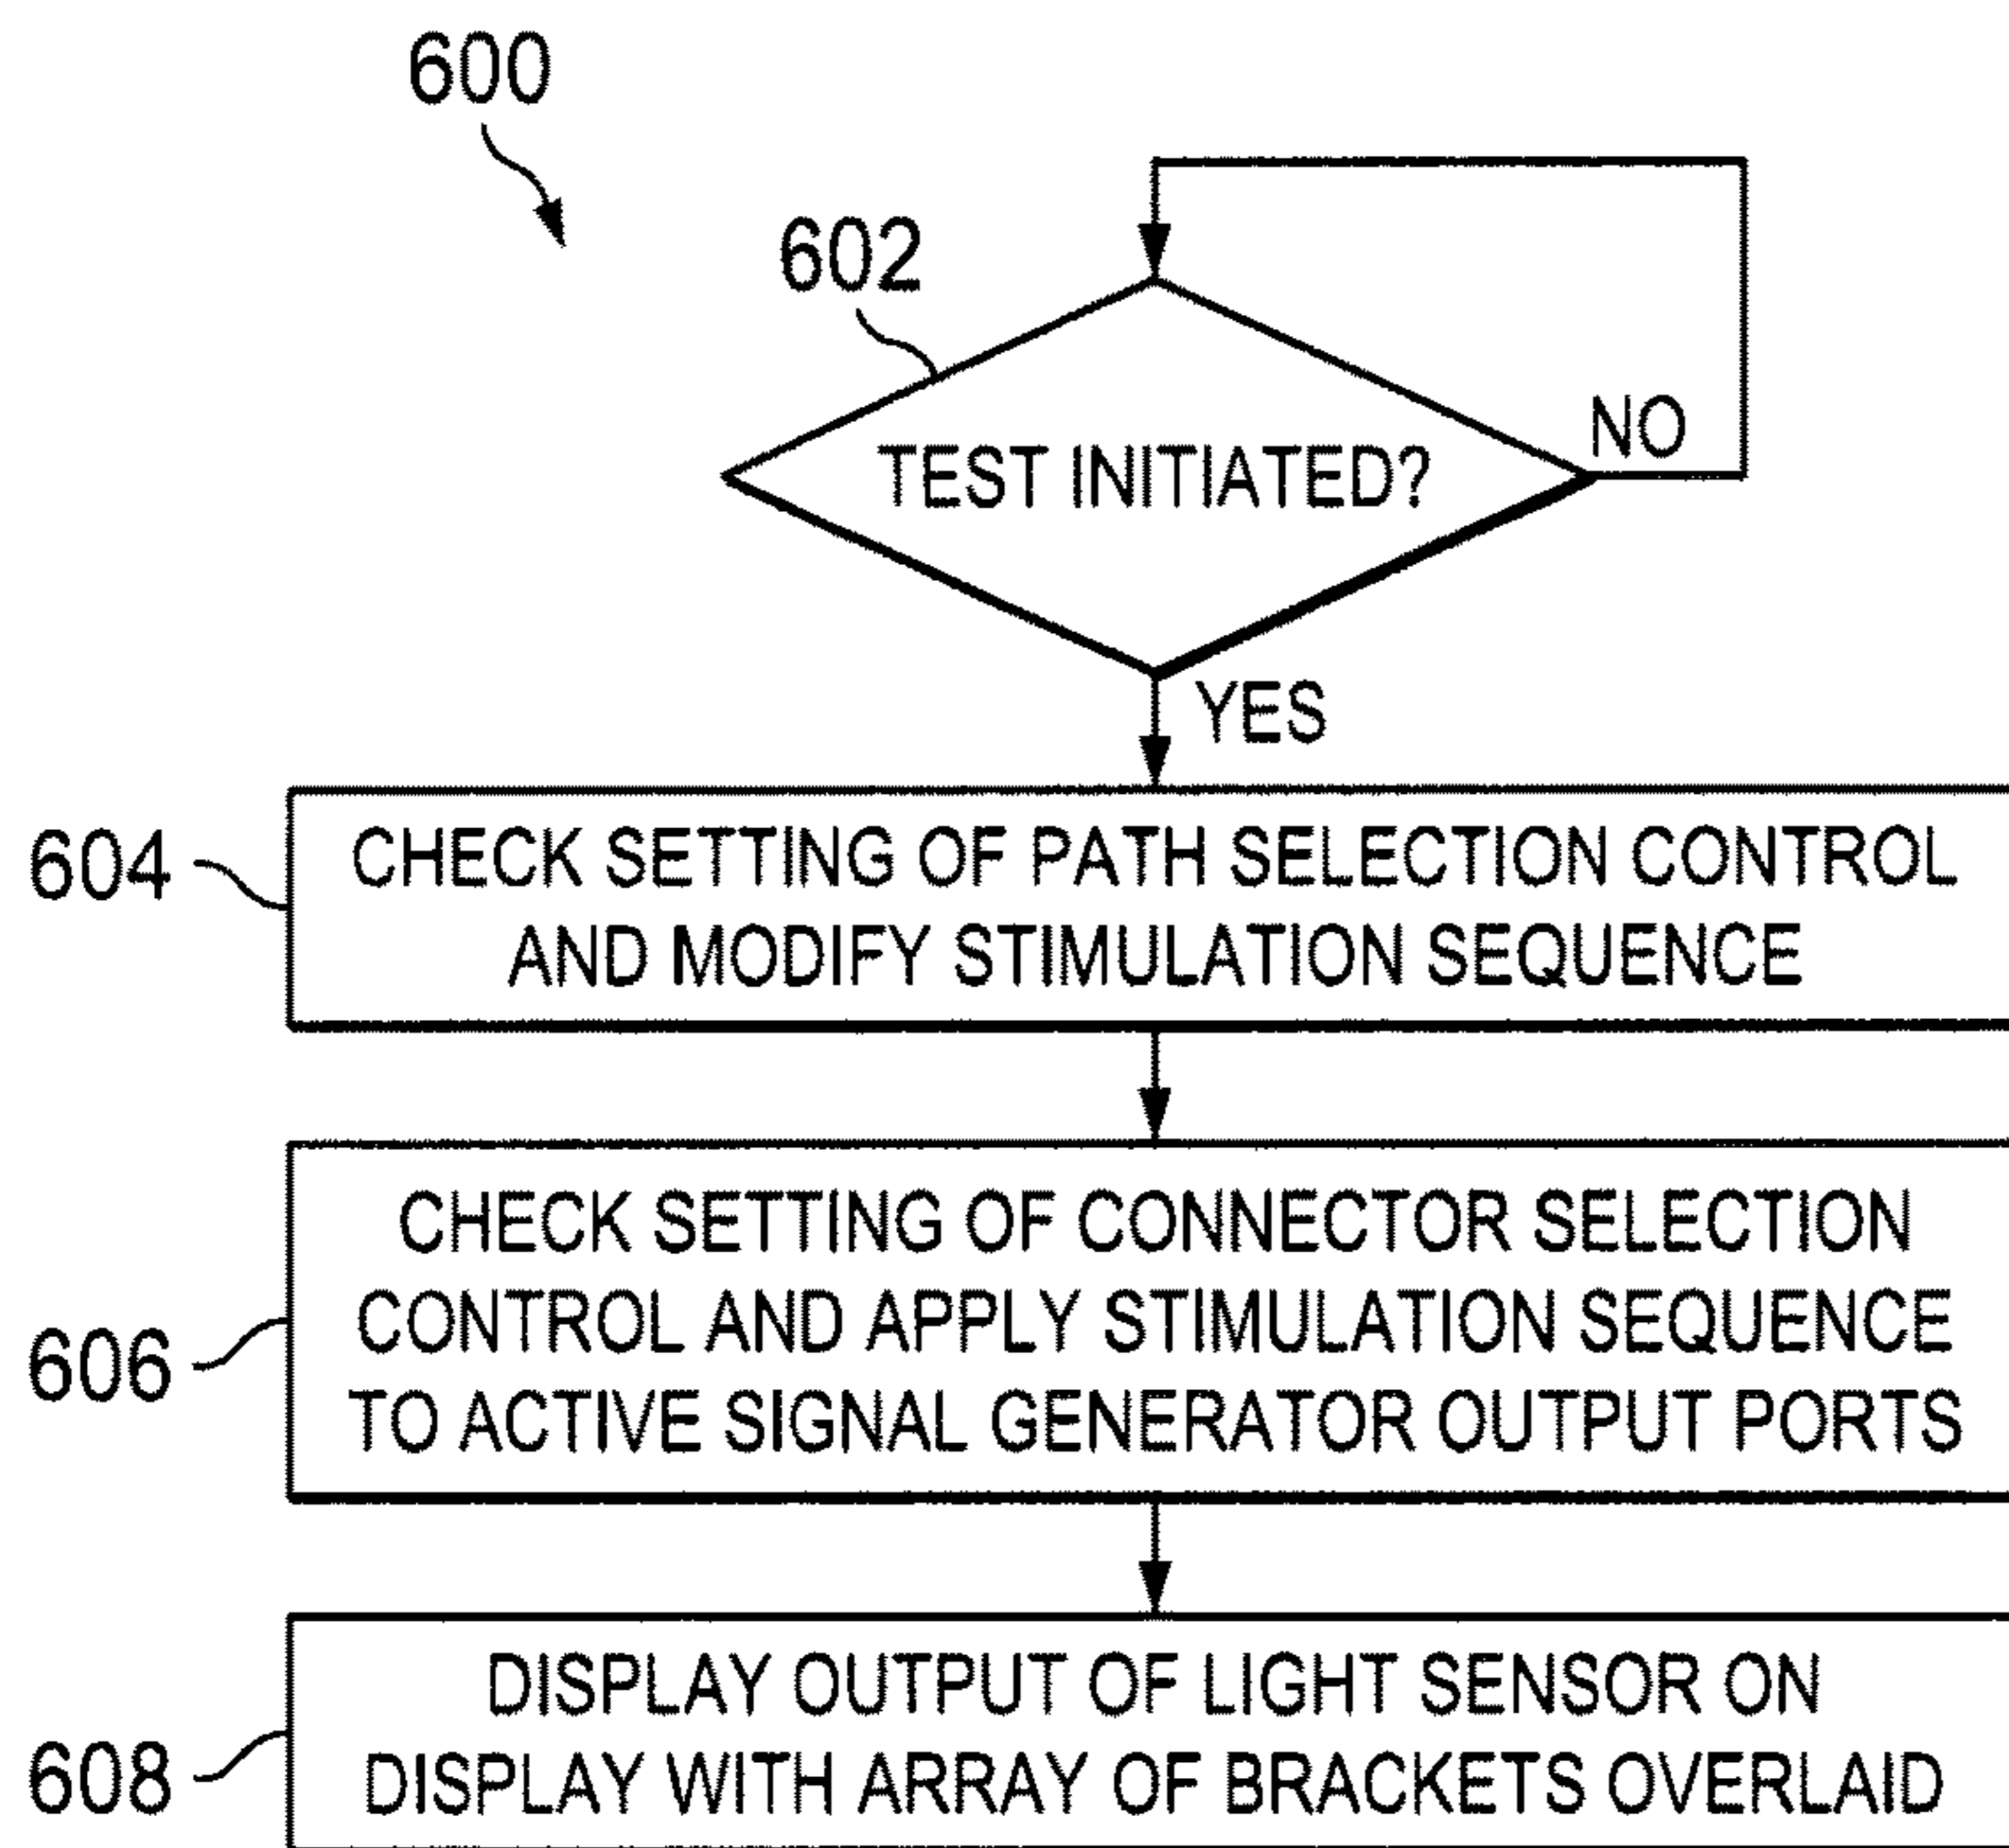 600
602
TEST INITIATED?
NO
YES
604
CHECK SETTING OF PATH SELECTION CONTROL
AND MODIFY STIMULATION SEQUENCE
606
CHECK SETTING OF CONNECTOR SELECTION
CONTROL AND APPLY STIMULATION SEQUENCE
TO ACTIVE SIGNAL GENERATOR OUTPUT PORTS
608
DISPLAY OUTPUT OF LIGHT SENSOR ON
DISPLAY WITH ARRAY OF BRACKETS OVERLAID